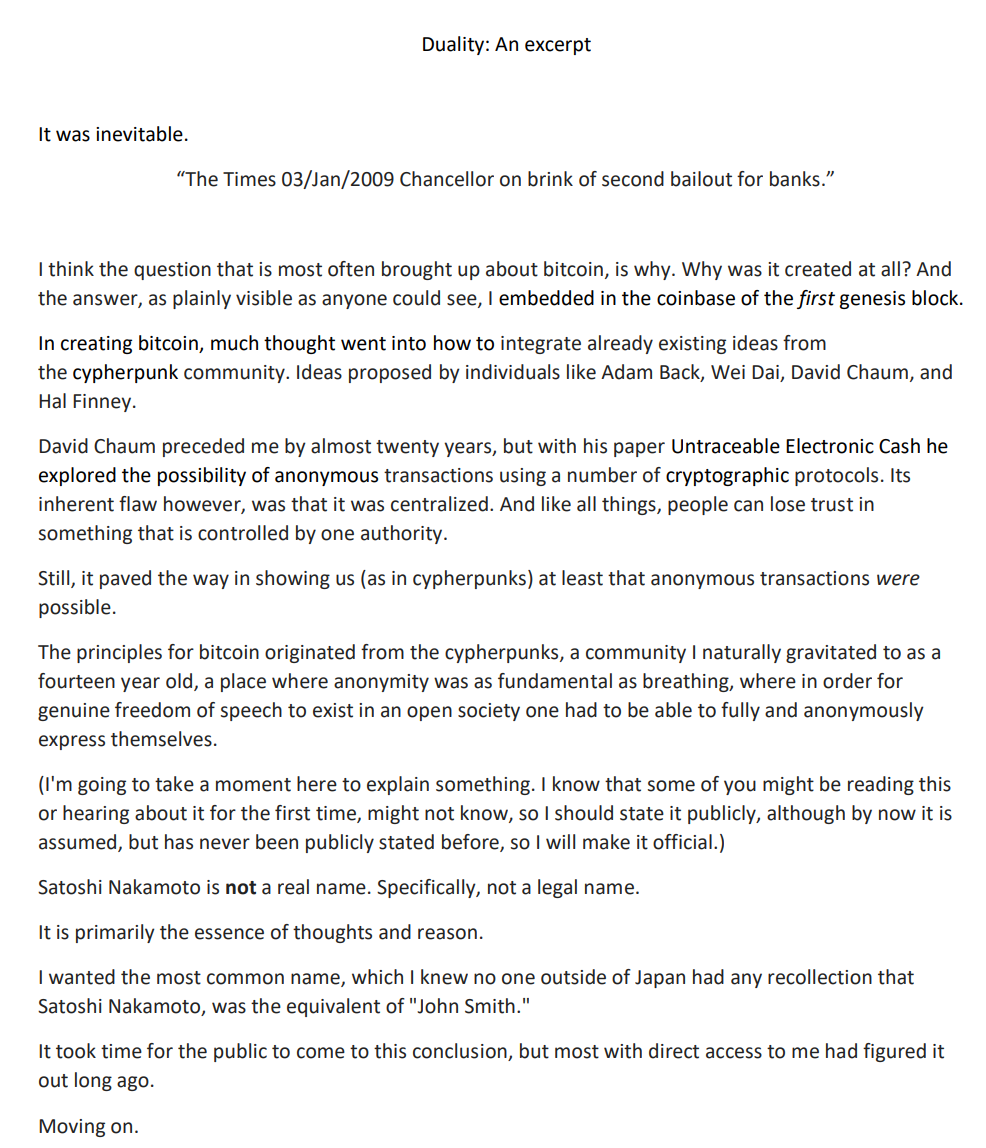 Duality: An excerpt
It was inevitable.
“The Times 03/Jan/2009 Chancellor on brink of second bailout for banks.”
I think the question that is most often brought up about bitcoin, is why. Why was it created at all? And
the answer, as plainly visible as anyone could see, I embedded in the coinbase of the first genesis block.
In creating bitcoin, much thought went into how to integrate already existing ideas from
the cypherpunk community. Ideas proposed by individuals like Adam Back, Wei Dai, David Chaum, and
Hal Finney.
David Chaum preceded me by almost twenty years, but with his paper Untraceable Electronic Cash he
explored the possibility of anonymous transactions using a number of cryptographic protocols. Its
inherent flaw however, was that it was centralized. And like all things, people can lose trust in
something that is controlled by one authority.
Still, it paved the way in showing us (as in cypherpunks) at least that anonymous transactions were
possible.
The principles for bitcoin originated from the cypherpunks, a community I naturally gravitated to as a
fourteen year old, a place where anonymity was as fundamental as breathing, where in order for
genuine freedom of speech to exist in an open society one had to be able to fully and anonymously
express themselves.
(I'm going to take a moment here to explain something. I know that some of you might be reading this
or hearing about it for the first time, might not know, so I should state it publicly, although by now it is
assumed, but has never been publicly stated before, so I will make it official.)
Satoshi Nakamoto is not a real name. Specifically, not a legal name.
It is primarily the essence of thoughts and reason.
I wanted the most common name, which I knew no one outside of Japan had any recollection that
Satoshi Nakamoto, was the equivalent of "John Smith."
It took time for the public to come to this conclusion, but most with direct access to me had figured it
out long ago.
Moving on.